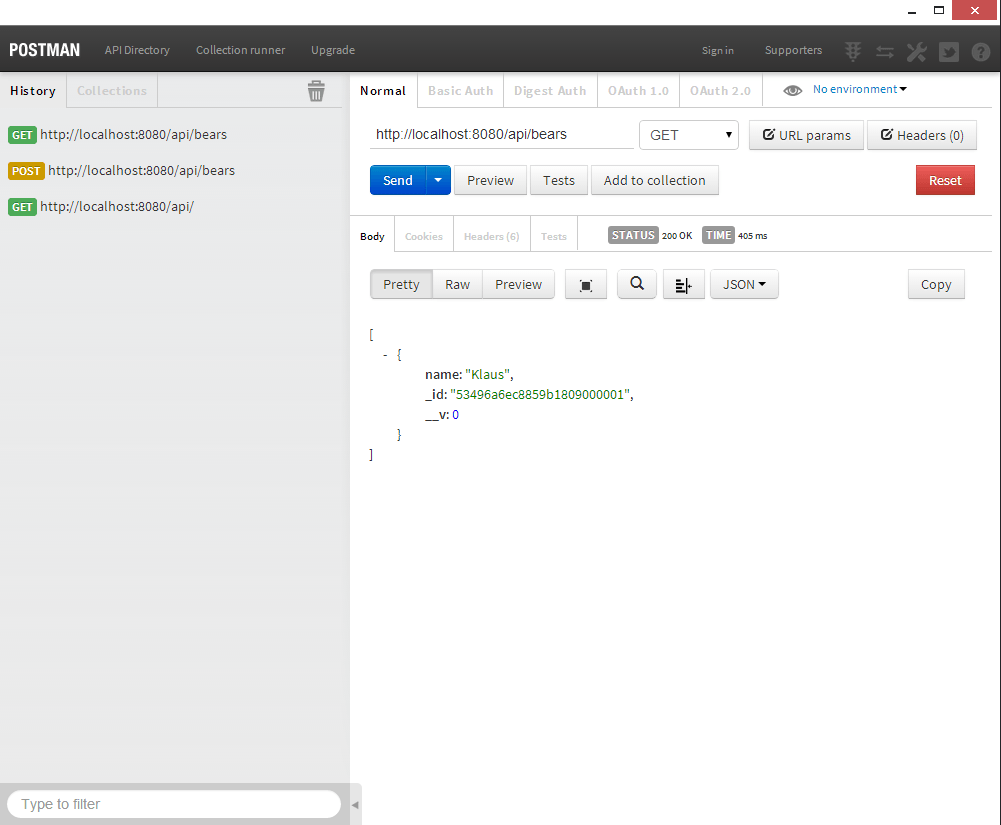 POSTMAN API Directory Collection runner Upgrade Sign in Supporters
History Collections
GET http://localhost:8080/api/bears
POST http://localhost:8080/api/bears
GET http://localhost:8080/api/
Type to filter
Normal Basic Auth Digest Auth OAuth 1.0 OAuth 2.0 No environment
http://localhost:8080/api/bears GET URL params Headers (0)
Send Preview Tests Add to collection Reset
Body Cookies Headers (6) Tests STATUS 200 OK TIME 405 ms
Pretty Raw Preview JSON Copy
[
- {
name: "Klaus",
_id: "53496a6ec8859b1809000001",
__v: 0
}
]